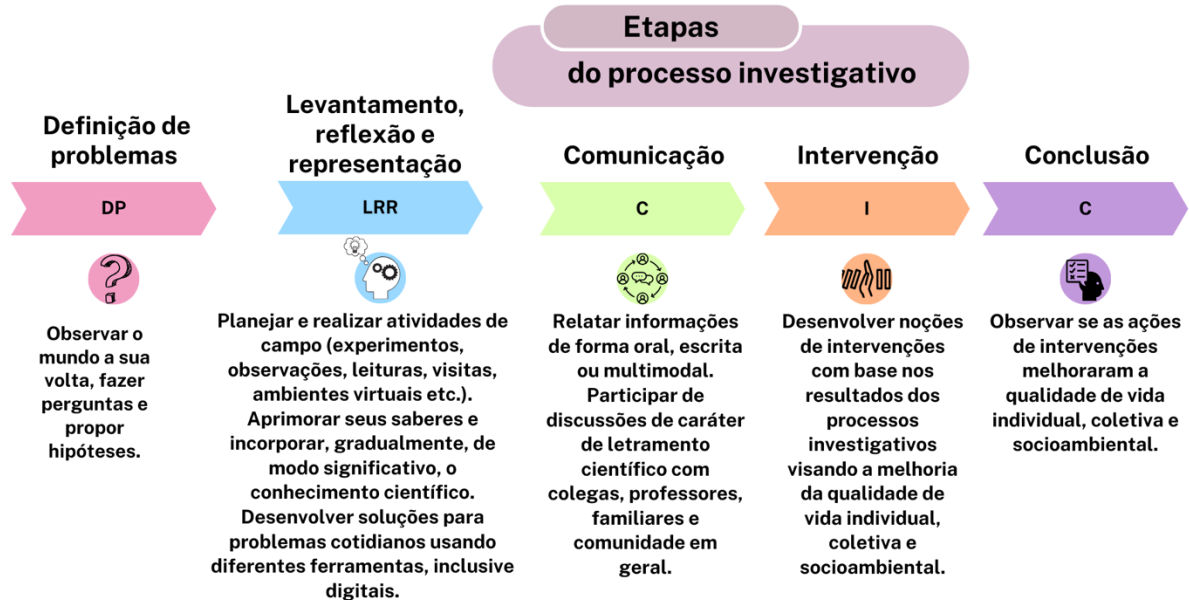 Etapas
do processo investigativo
Definição de
problemas
DP
Observar o
mundo a sua
volta, fazer
perguntas e
propor
hipóteses.
Levantamento,
reflexão e
representação
LRR
Planejar e realizar atividades de
campo (experimentos,
observações, leituras, visitas,
ambientes virtuais etc.).
Aprimorar seus saberes e
incorporar, gradualmente, de
modo significativo, o
conhecimento científico.
Desenvolver soluções para
problemas cotidianos usando
diferentes ferramentas, inclusive
digitais.
Comunicação
C
Relatar informações
de forma oral, escrita
ou multimodal.
Participar de
discussões de caráter
de letramento
científico com
colegas, professores,
familiares e
comunidade em
geral.
Intervenção
I
Desenvolver noções
de intervenções
com base nos
resultados dos
processos
investigativos
visando a melhoria
da qualidade de
vida individual,
coletiva e
socioambiental.
Conclusão
C
Observar se as ações
de intervenções
melhoraram a
qualidade de vida
individual, coletiva e
socioambiental.